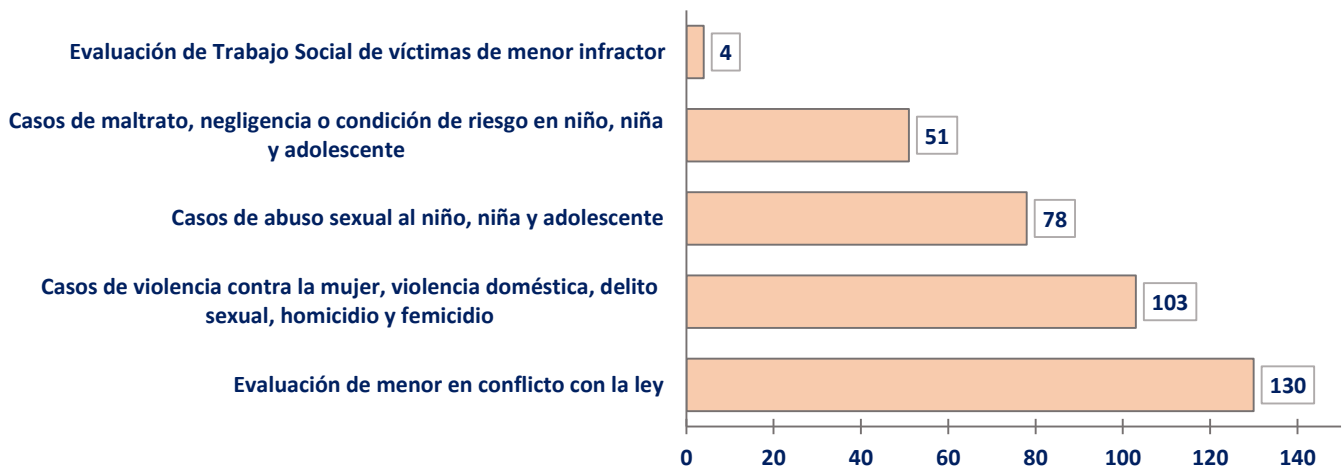 Evaluación de Trabajo Social de víctimas de menor infractor
4
Casos de maltrato, negligencia o condición de riesgo en niño, niña
y adolescente
51
Casos de abuso sexual al niño, niña y adolescente
78
Casos de violencia contra la mujer, violencia doméstica, delito
sexual, homicidio y femicidio
103
Evaluación de menor en conflicto con la ley
130
0 20 40 60 80 100 120 140